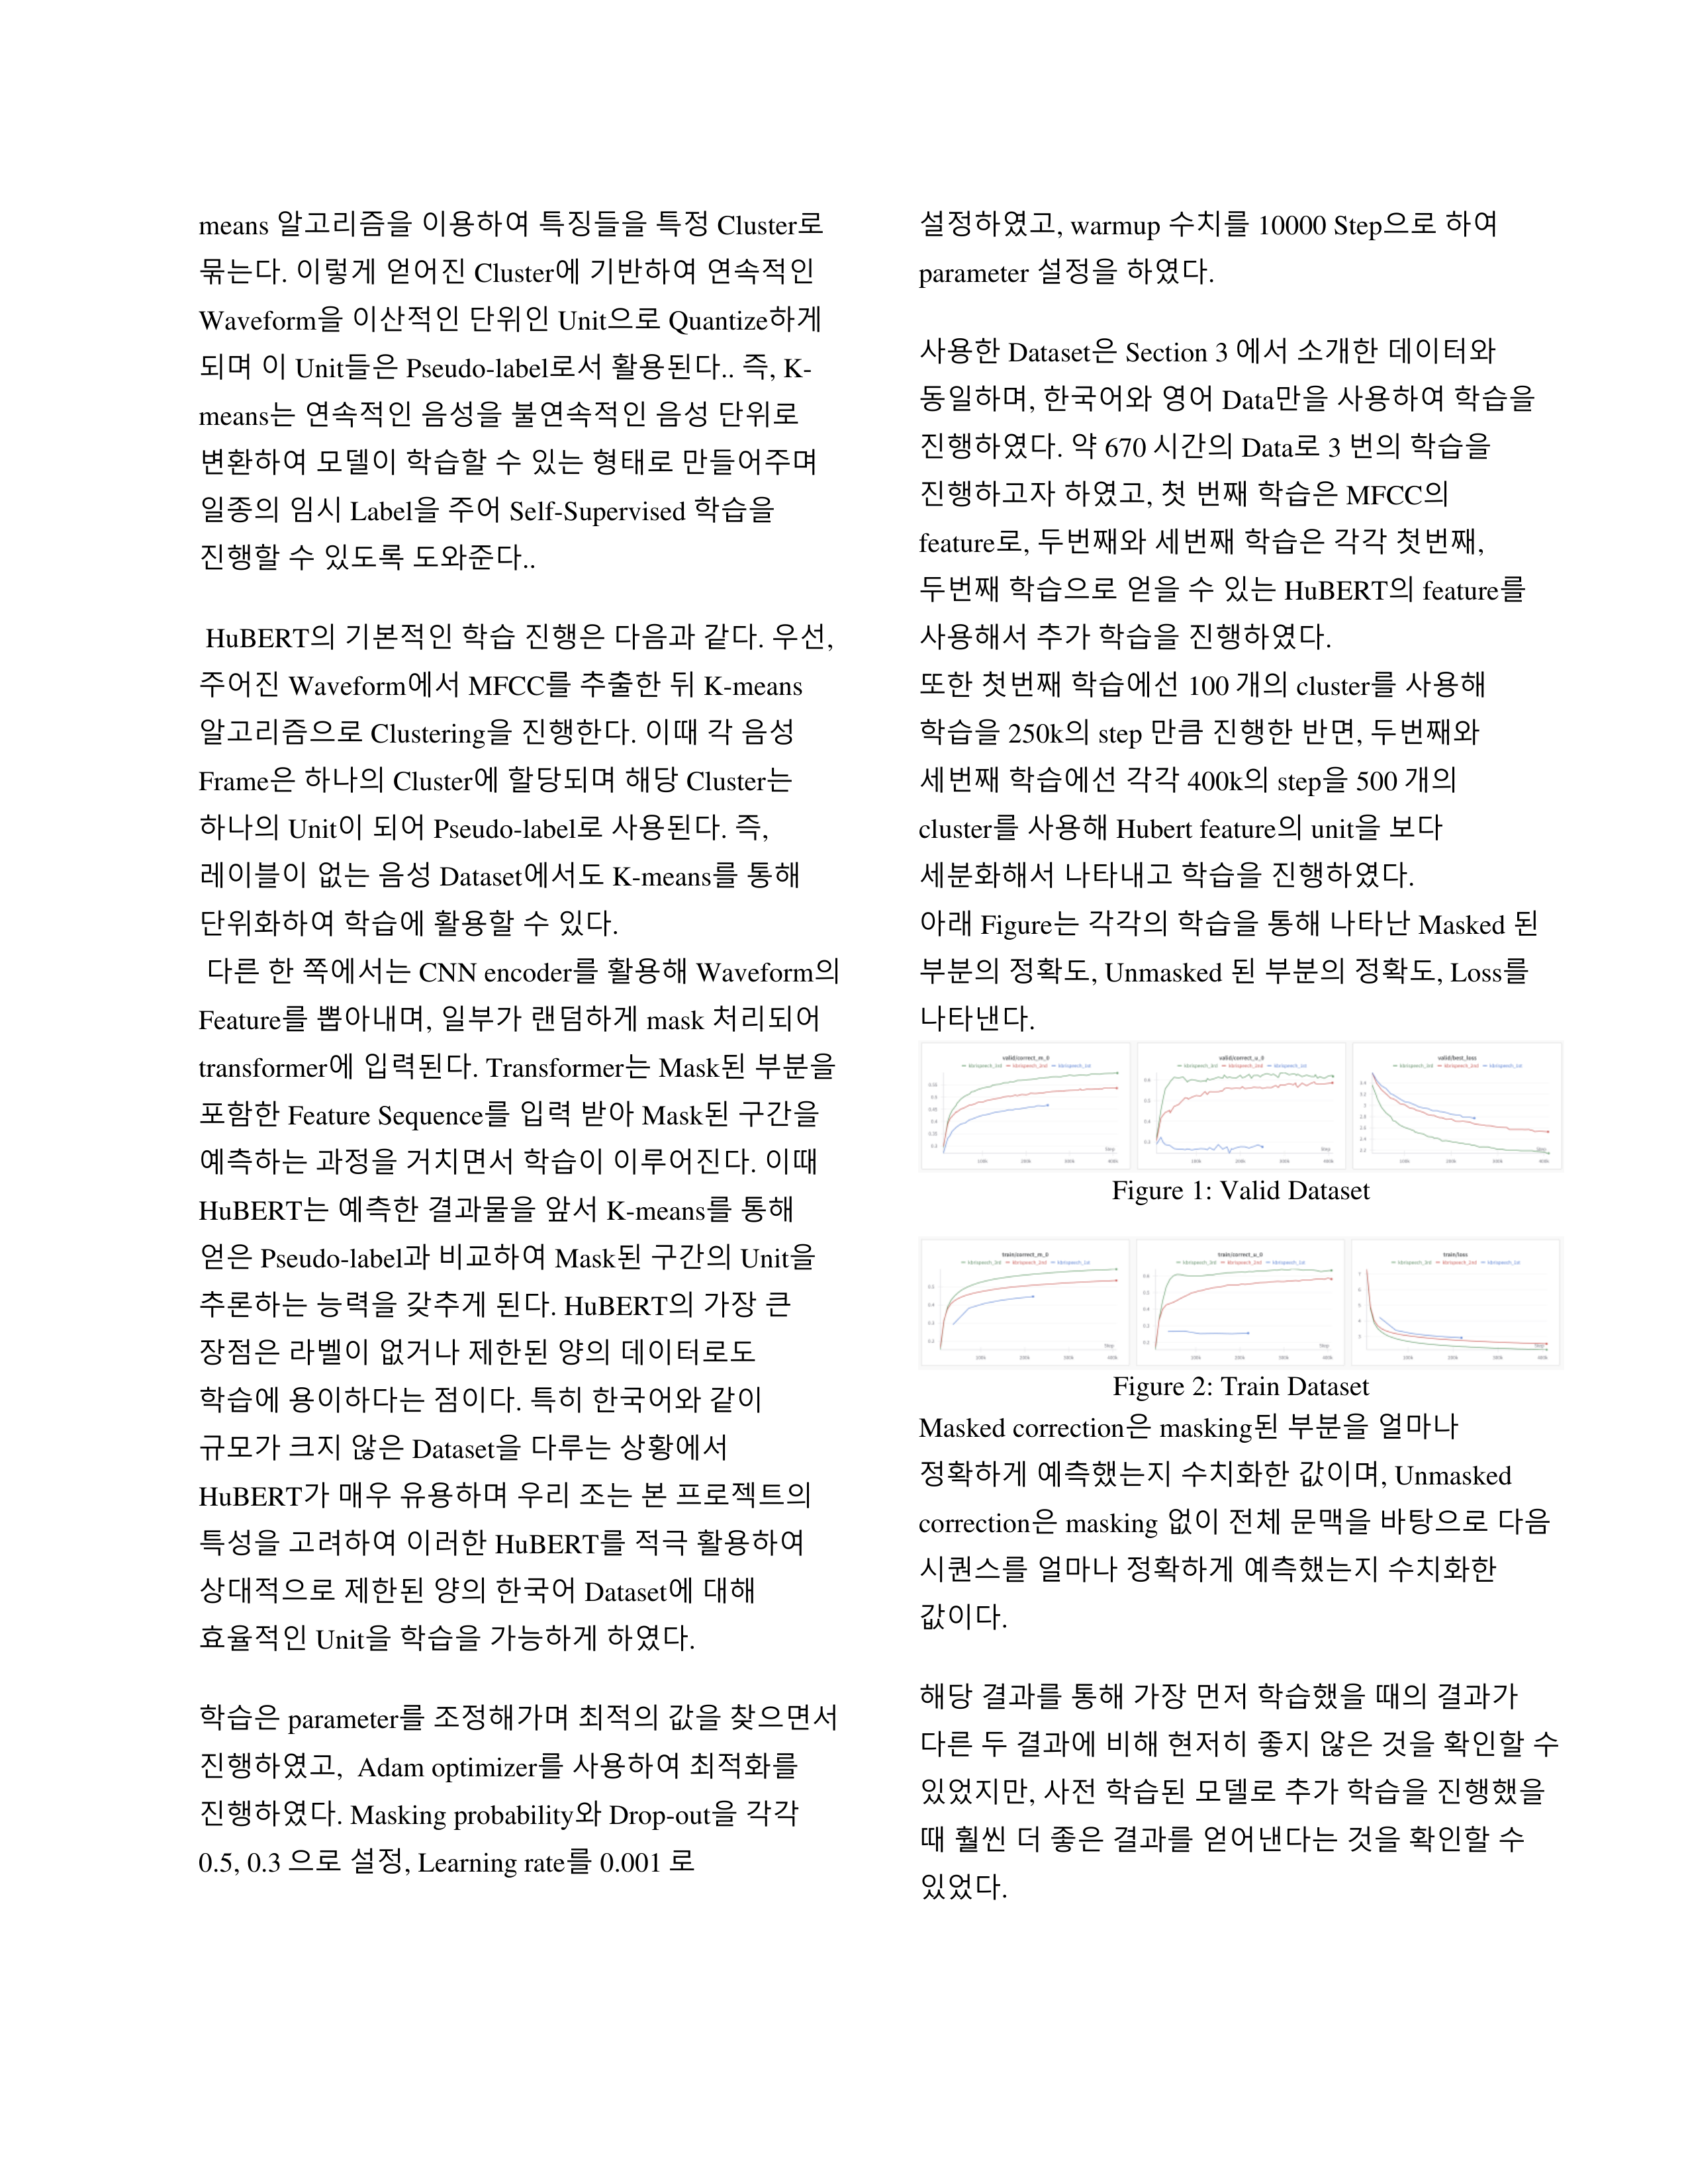 means 알고리즘을 이용하여 특징들을 특정 Cluster로
묶는다. 이렇게 얻어진 Cluster에 기반하여 연속적인
Waveform을 이산적인 단위인 Unit으로 Quantize하게
되며 이 Unit들은 Pseudo-label로서 활용된다.. 즉, K-
means는 연속적인 음성을 불연속적인 음성 단위로
변환하여 모델이 학습할 수 있는 형태로 만들어주며
일종의 임시 Label을 주어 Self-Supervised 학습을
진행할 수 있도록 도와준다..
HuBERT의 기본적인 학습 진행은 다음과 같다. 우선,
주어진 Waveform에서 MFCC를 추출한 뒤 K-means
알고리즘으로 Clustering을 진행한다. 이때 각 음성
Frame은 하나의 Cluster에 할당되며 해당 Cluster는
하나의 Unit이 되어 Pseudo-label로 사용된다. 즉,
레이블이 없는 음성 Dataset에서도 K-means를 통해
단위화하여 학습에 활용할 수 있다.
다른 한 쪽에서는 CNN encoder를 활용해 Waveform의
Feature를 뽑아내며, 일부가 랜덤하게 mask 처리되어
transformer에 입력된다. Transformer는 Mask된 부분을
포함한 Feature Sequence를 입력 받아 Mask된 구간을
예측하는 과정을 거치면서 학습이 이루어진다. 이때
HuBERT는 예측한 결과물을 앞서 K-means를 통해
얻은 Pseudo-label과 비교하여 Mask된 구간의 Unit을
추론하는 능력을 갖추게 된다. HuBERT의 가장 큰
장점은 라벨이 없거나 제한된 양의 데이터로도
학습에 용이하다는 점이다. 특히 한국어와 같이
규모가 크지 않은 Dataset을 다루는 상황에서
HuBERT가 매우 유용하며 우리 조는 본 프로젝트의
특성을 고려하여 이러한 HuBERT를 적극 활용하여
상대적으로 제한된 양의 한국어 Dataset에 대해
효율적인 Unit을 학습을 가능하게 하였다.
학습은 parameter를 조정해가며 최적의 값을 찾으면서
진행하였고, Adam optimizer를 사용하여 최적화를
진행하였다. Masking probability와 Drop-out을 각각
0.5, 0.3 으로 설정, Learning rate를 0.001 로
설정하였고, warmup 수치를 10000 Step으로 하여
parameter 설정을 하였다.
사용한 Dataset은 Section 3 에서 소개한 데이터와
동일하며, 한국어와 영어 Data만을 사용하여 학습을
진행하였다. 약 670 시간의 Data로 3 번의 학습을
진행하고자 하였고, 첫 번째 학습은 MFCC의
feature로, 두번째와 세번째 학습은 각각 첫번째,
두번째 학습으로 얻을 수 있는 HuBERT의 feature를
사용해서 추가 학습을 진행하였다.
또한 첫번째 학습에선 100 개의 cluster를 사용해
학습을 250k의 step 만큼 진행한 반면, 두번째와
세번째 학습에선 각각 400k의 step을 500 개의
cluster를 사용해 Hubert feature의 unit을 보다
세분화해서 나타내고 학습을 진행하였다.
아래 Figure는 각각의 학습을 통해 나타난 Masked 된
부분의 정확도, Unmasked 된 부분의 정확도, Loss를
나타낸다.
valid/correct_m_0 valid/correct_u_0 valid/best_loss
Figure 1: Valid Dataset
train/correct_m_0 train/correct_u_0 train/loss
Figure 2: Train Dataset
Masked correction은 masking된 부분을 얼마나
정확하게 예측했는지 수치화한 값이며, Unmasked
correction은 masking 없이 전체 문맥을 바탕으로 다음
시퀀스를 얼마나 정확하게 예측했는지 수치화한
값이다.
해당 결과를 통해 가장 먼저 학습했을 때의 결과가
다른 두 결과에 비해 현저히 좋지 않은 것을 확인할 수
있었지만, 사전 학습된 모델로 추가 학습을 진행했을
때 훨씬 더 좋은 결과를 얻어낸다는 것을 확인할 수
있었다.